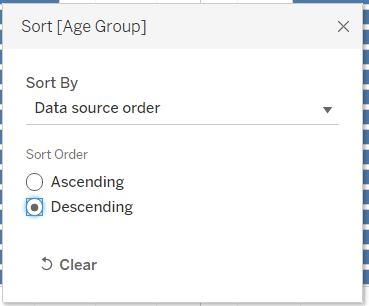 Sort [Age Group]
Sort By
Data source order
Sort Order
Ascending
Descending
Clear